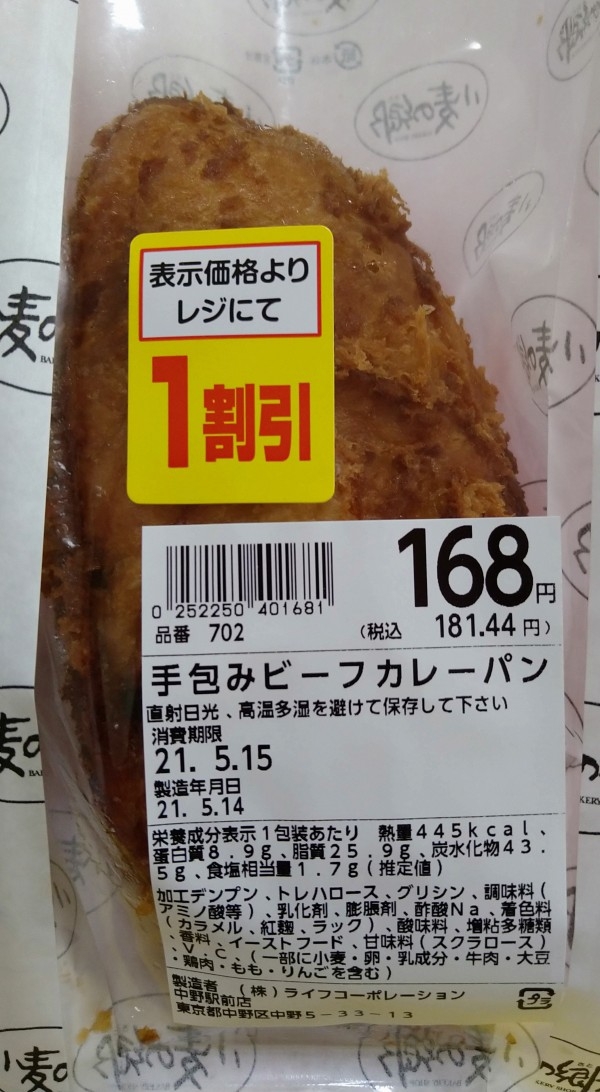 小麦の郷
表示価格より
レジにて
1割引
168円
0 252250 401681
品番 702
(税込 181.44円)
手包みビーフカレーパン
直射日光、高温多湿を避けて保存して下さい
消費期限
21. 5.15
製造年月日
21. 5.14
栄養成分表示1包装あたり 熱量445kcal、
蛋白質8.9g、脂質25.9g、炭水化物43.
5g、食塩相当量1.7g(推定値)
加工デンプン、トレハロース、グリシン、調味料(
アミノ酸等)、乳化剤、膨脹剤、酢酸Na、着色料
(カラメル、紅麹、ラック)、酸味料、増粘多糖類
、香料、イーストフード、甘味料(スクラロース)
、V.C、(一部に小麦・卵・乳成分・牛肉・大豆
・鶏肉・もも・りんごを含む)
製造者 (株)ライフコーポレーション
中野駅前店
東京都中野区中野5-33-13
プラ